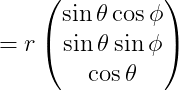 = r ( sin θ cos ϕ
sin θ sin ϕ
cos θ )